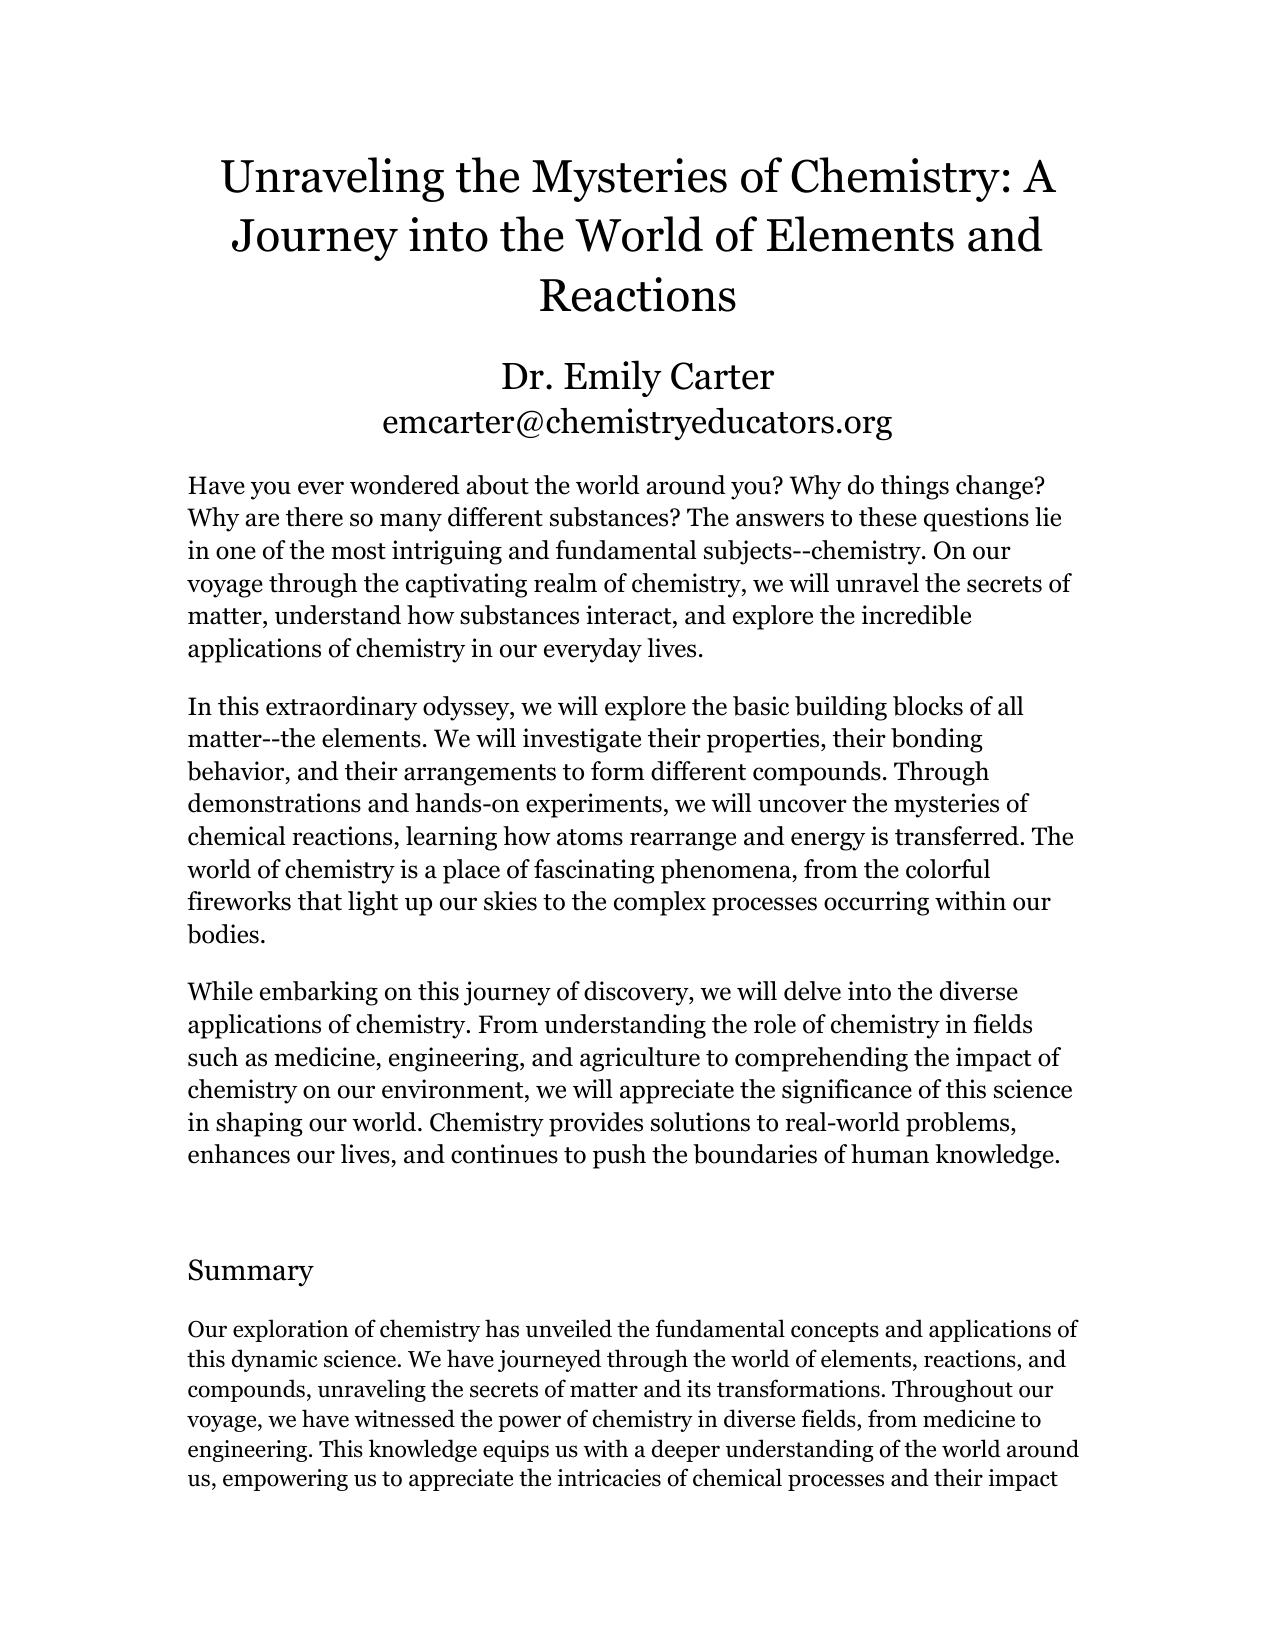 Unraveling the Mysteries of Chemistry: A
Journey into the World of Elements and
Reactions
Dr. Emily Carter
emcarter@chemistryeducators.org
Have you ever wondered about the world around you? Why do things change?
Why are there so many different substances? The answers to these questions lie
in one of the most intriguing and fundamental subjects--chemistry. On our
voyage through the captivating realm of chemistry, we will unravel the secrets of
matter, understand how substances interact, and explore the incredible
applications of chemistry in our everyday lives.
In this extraordinary odyssey, we will explore the basic building blocks of all
matter--the elements. We will investigate their properties, their bonding
behavior, and their arrangements to form different compounds. Through
demonstrations and hands-on experiments, we will uncover the mysteries of
chemical reactions, learning how atoms rearrange and energy is transferred. The
world of chemistry is a place of fascinating phenomena, from the colorful
fireworks that light up our skies to the complex processes occurring within our
bodies.
While embarking on this journey of discovery, we will delve into the diverse
applications of chemistry. From understanding the role of chemistry in fields
such as medicine, engineering, and agriculture to comprehending the impact of
chemistry on our environment, we will appreciate the significance of this science
in shaping our world. Chemistry provides solutions to real-world problems,
enhances our lives, and continues to push the boundaries of human knowledge.
Summary
Our exploration of chemistry has unveiled the fundamental concepts and applications of
this dynamic science. We have journeyed through the world of elements, reactions, and
compounds, unraveling the secrets of matter and its transformations. Throughout our
voyage, we have witnessed the power of chemistry in diverse fields, from medicine to
engineering. This knowledge equips us with a deeper understanding of the world around
us, empowering us to appreciate the intricacies of chemical processes and their impact